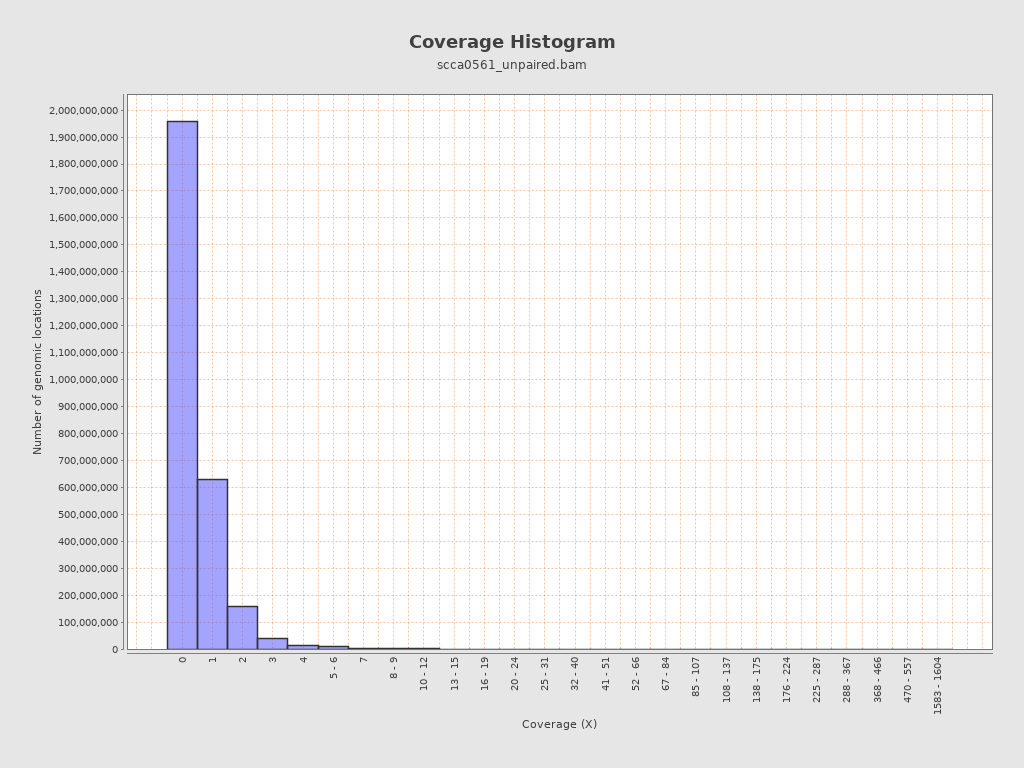 Coverage Histogram
scca0561_unpaired.bam
Number of genomic locations
2,000,000,000
1,900,000,000
1,800,000,000
1,700,000,000
1,600,000,000
1,500,000,000
1,400,000,000
1,300,000,000
1,200,000,000
1,100,000,000
1,000,000,000
900,000,000
800,000,000
700,000,000
600,000,000
500,000,000
400,000,000
300,000,000
200,000,000
100,000,000
0
0
1
2
3
4
5 - 6
7
8 - 9
10 - 12
13 - 15
16 - 19
20 - 24
25 - 31
32 - 40
41 - 51
52 - 66
67 - 84
85 - 107
108 - 137
138 - 175
176 - 224
225 - 287
288 - 367
368 - 466
470 - 557
1583 - 1604
Coverage (X)